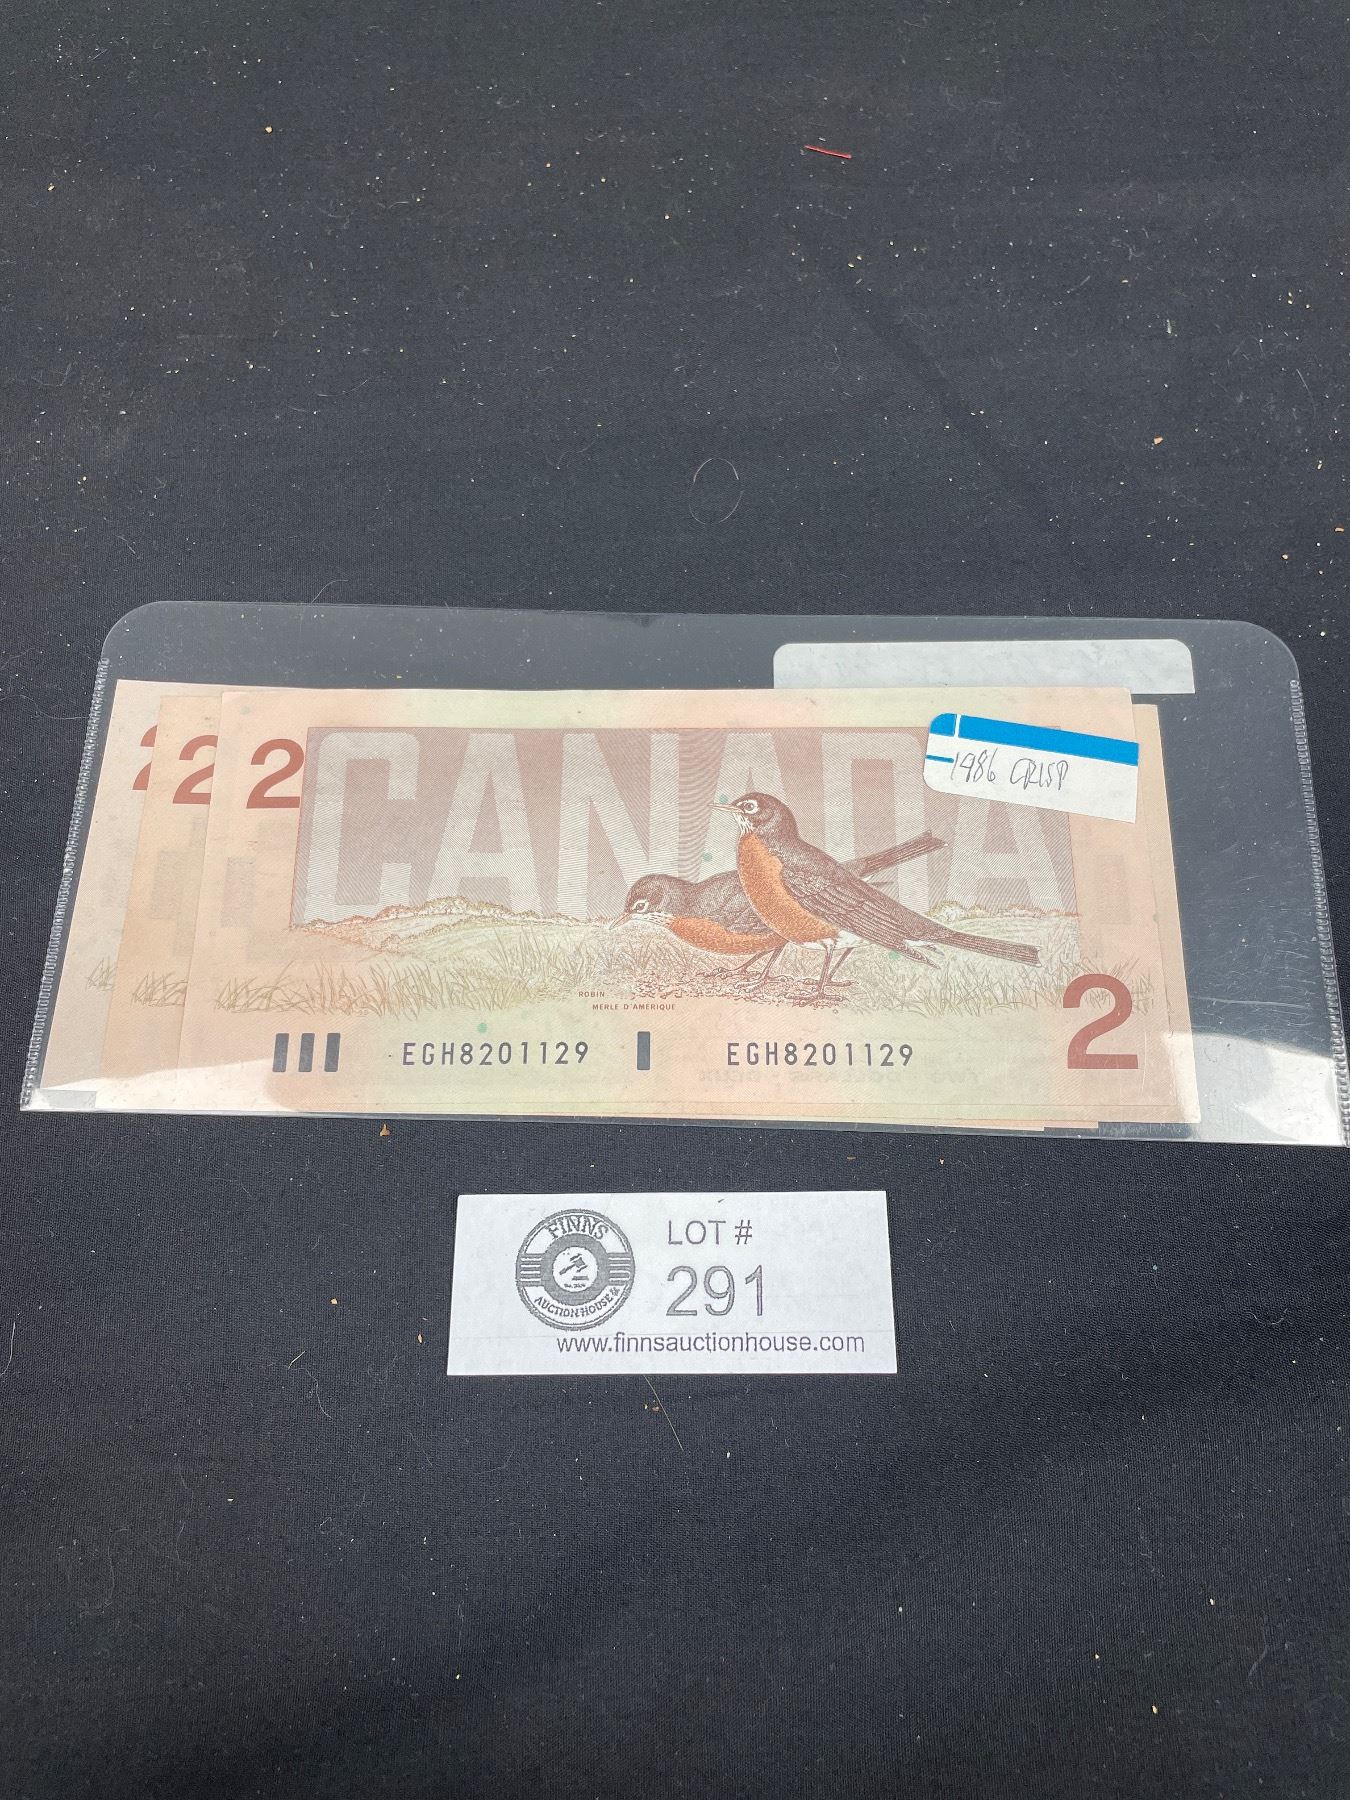 2 2 2
CANADA
1986 CRISP
ROBIN
MERLE D'AMÉRIQUE
2
EGH8201129 EGH8201129
FINNS
AUCTION HOUSE
LOT #
291
www.finnsauctionhouse.com